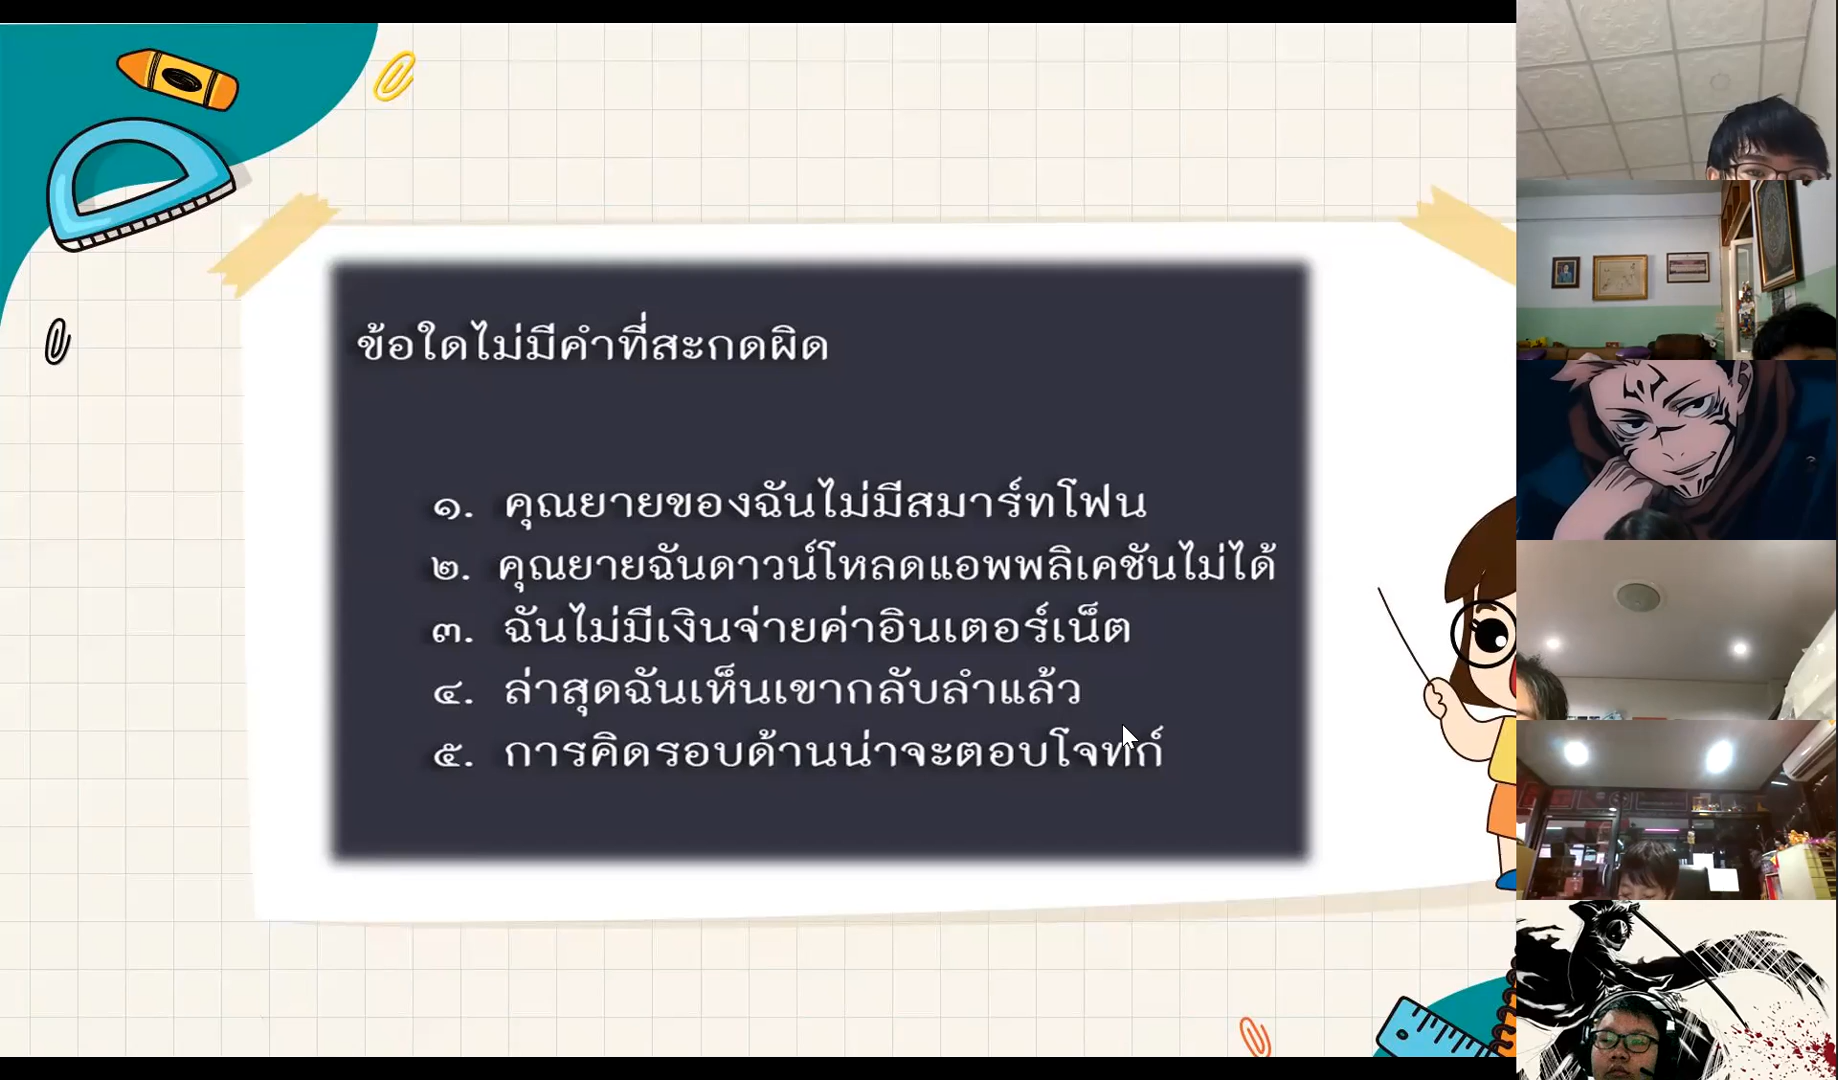 ข้อใดไม่มีคำที่สะกดผิด
๑. คุณยายของฉันไม่มีสมาร์ทโฟน
๒. คุณยายฉันดาวน์โหลดแอพพลิเคชันไม่ได้
๓. ฉันไม่มีเงินจ่ายค่าอินเตอร์เน็ต
๔. ล่าสุดฉันเห็นเขากลับลำแล้ว
๕. การคิดรอบด้านน่าจะตอบโจทก์